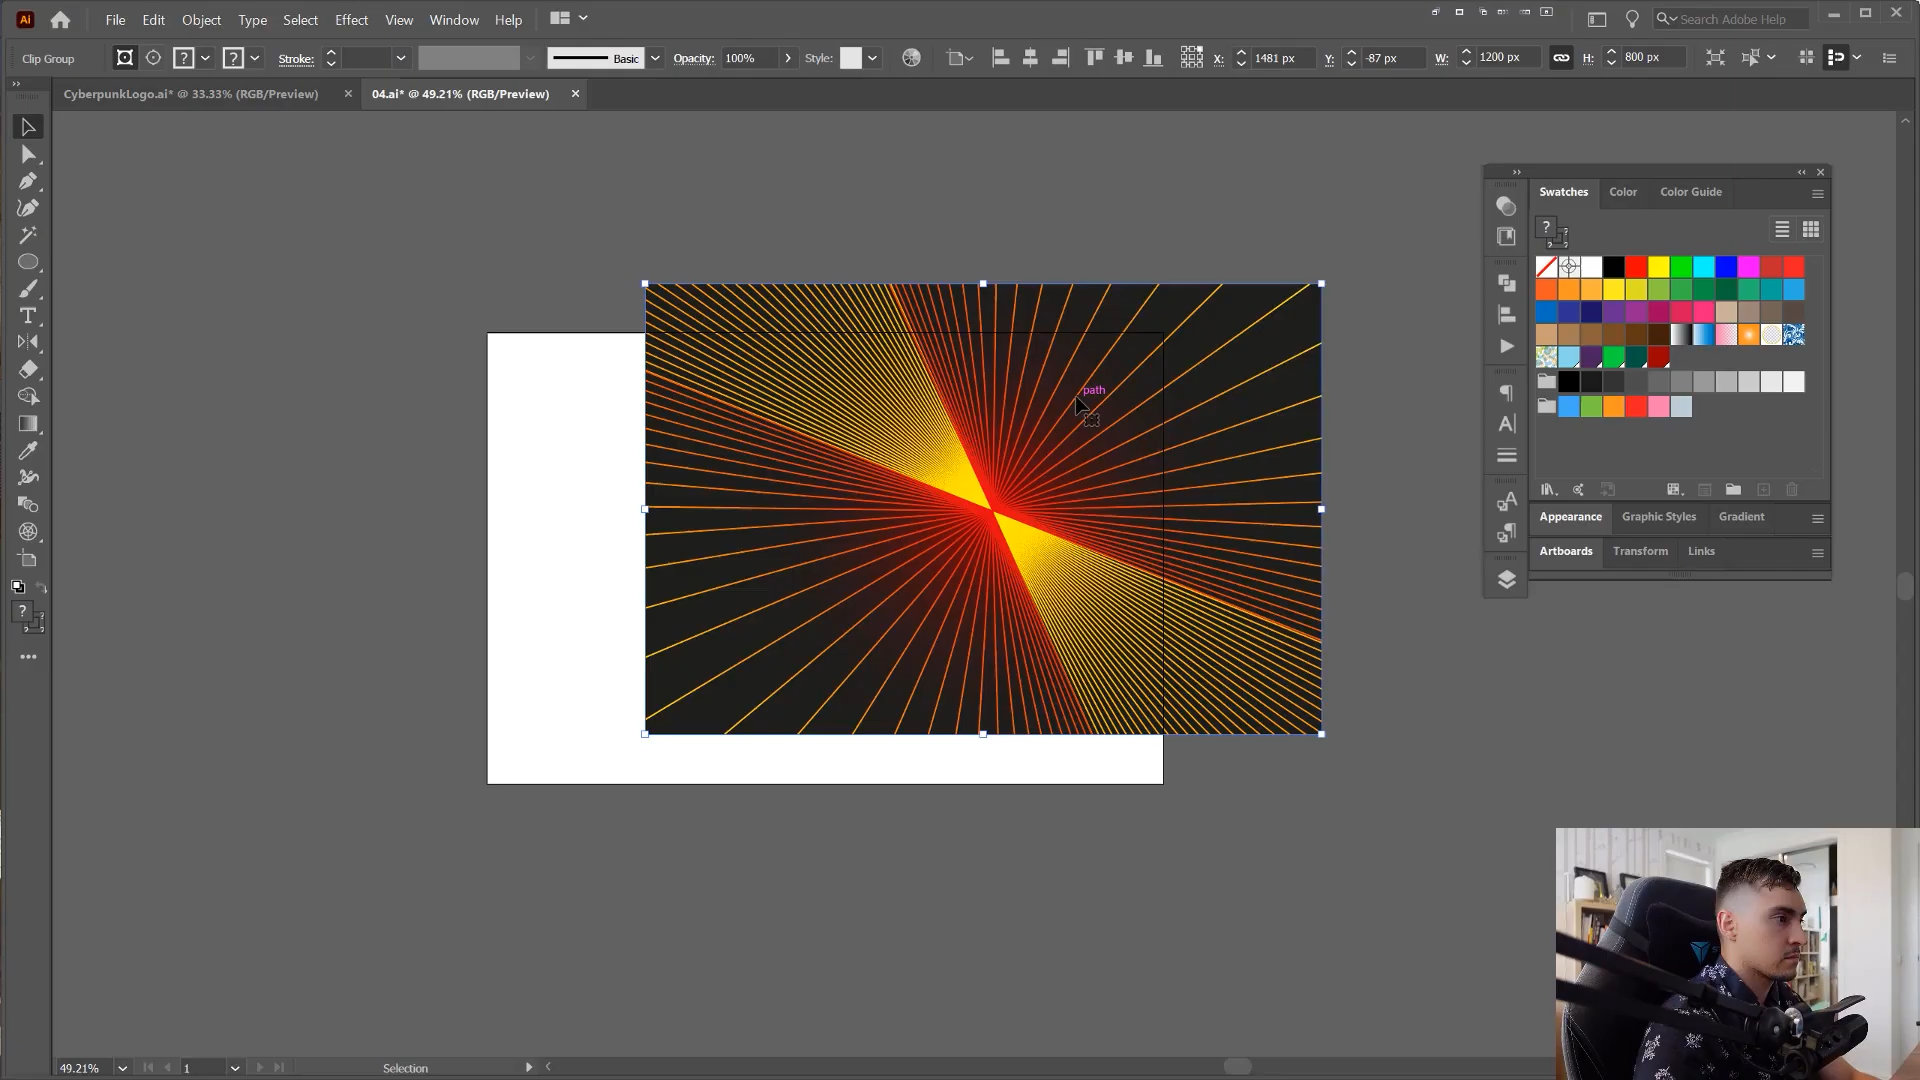 Ai File Edit Object Type Select Effect View Window Help Search Adobe Help
Clip Group ? ? Stroke: Basic Opacity: 100% Style: X: 1481 px Y: -87 px W: 1200 px H: 800 px
CyberpunkLogo.ai* @ 33.33% (RGB/Preview) 04.ai* @ 49.21% (RGB/Preview)
Swatches Color Color Guide
?
path
Appearance Graphic Styles Gradient
Artboards Transform Links
?
49.21% 1 Selection